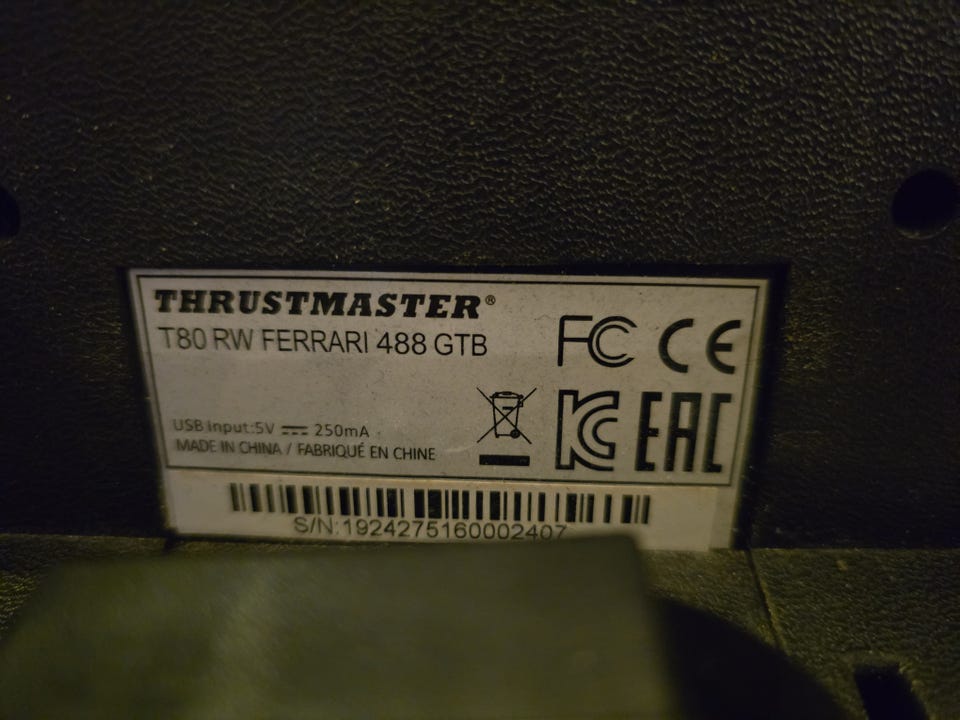 THRUSTMASTER®
T80 RW FERRARI 488 GTB
FC CE
USB input:5V ⎓ 250mA
MADE IN CHINA / FABRIQUÉ EN CHINE
KC EAC
S/N:1924275160002407